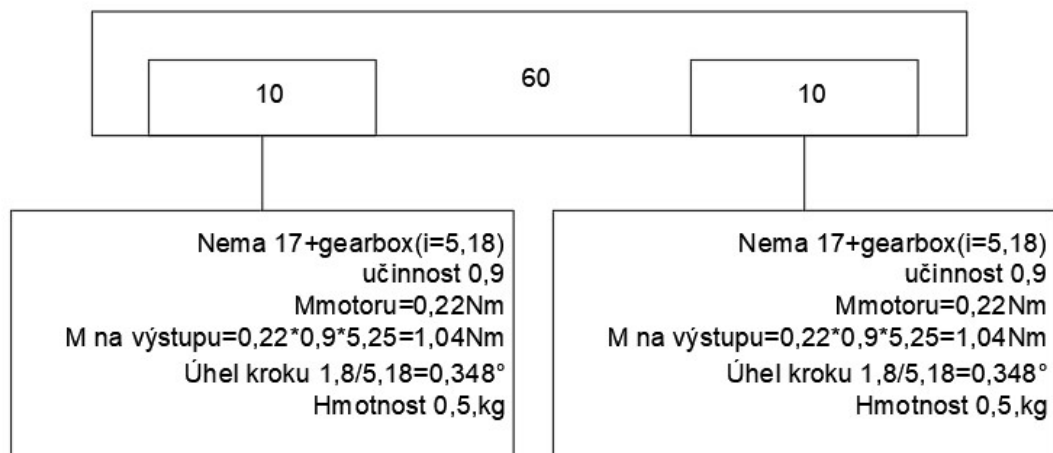 60
10
10
Nema 17+gearbox(i=5,18)
učinnost 0,9
Mmotoru=0,22Nm
M na výstupu=0,22*0,9*5,25=1,04Nm
Úhel kroku 1,8/5,18=0,348°
Hmotnost 0,5,kg
Nema 17+gearbox(i=5,18)
učinnost 0,9
Mmotoru=0,22Nm
M na výstupu=0,22*0,9*5,25=1,04Nm
Úhel kroku 1,8/5,18=0,348°
Hmotnost 0,5,kg